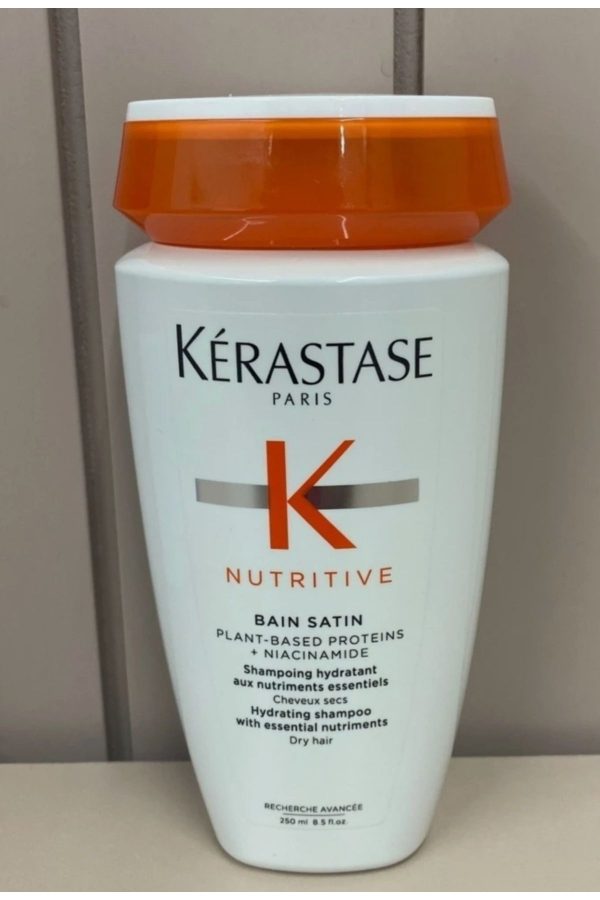 KÉRASTASE
PARIS
K
NUTRITIVE
BAIN SATIN
PLANT-BASED PROTEINS
+ NIACINAMIDE
Shampoing hydratant
aux nutriments essentiels
Cheveux secs
Hydrating shampoo
with essential nutriments
Dry hair
RECHERCHE AVANCÉE
250 ml 8.5 fl.oz.